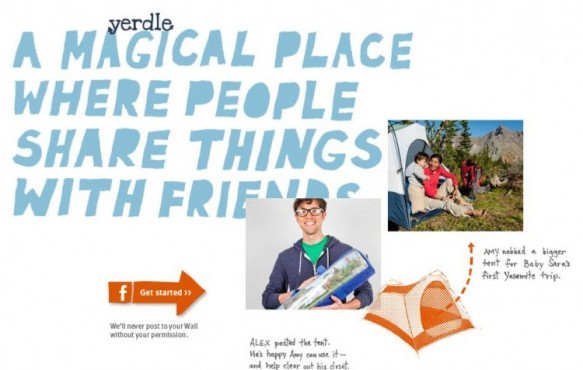 yerdle
A MAGICAL PLACE
WHERE PEOPLE
SHARE THINGS
WITH FRIENDS
f Get started >>
We'll never post to your Wall
without your permission.
AMY nabbed a bigger
tent for Baby Sara's
first Yosemite trip.
ALEX posted the tent.
He's happy Amy can use it—
and help clear out his closet.